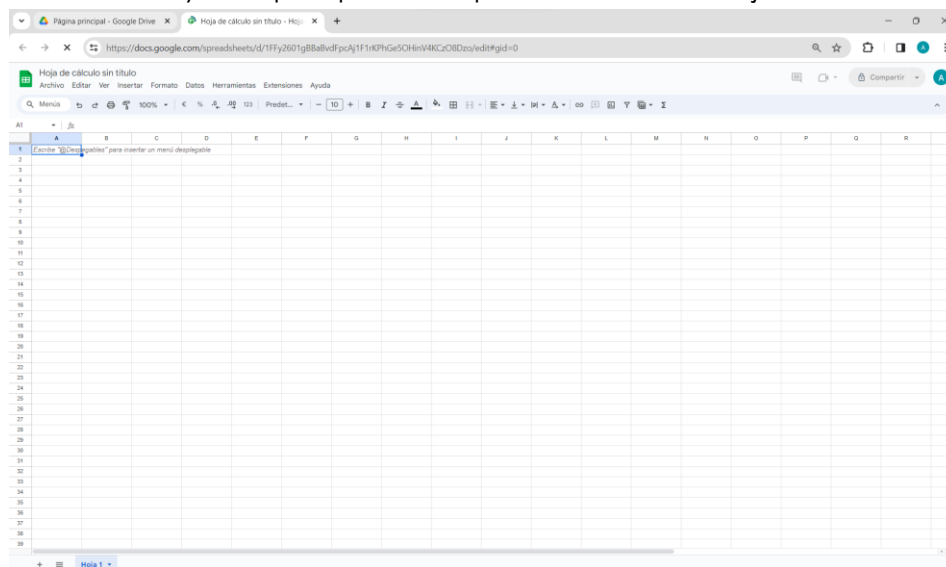 Página principal - Google Drive
Hoja de cálculo sin título - Hoja
https://docs.google.com/spreadsheets/d/1FFy2601gBBaBvdFpcAj1F1rKPhGe5OHinV4KCzO8Dzo/edit#gid=0
A
Hoja de cálculo sin título
Archivo Editar Ver Insertar Formato Datos Herramientas Extensiones Ayuda
Compartir
A
Menús 100% € % .0 .00 123 Predet... − 10 + B I A
A1 fx
A B C D E F G H I J K L M N O P Q R
1 Escribe "@Desplegables" para insertar un menú desplegable
2
3
4
5
6
7
8
9
10
11
12
13
14
15
16
17
18
19
20
21
22
23
24
25
26
27
28
29
30
31
32
33
34
35
36
37
38
39
+ Hoja 1